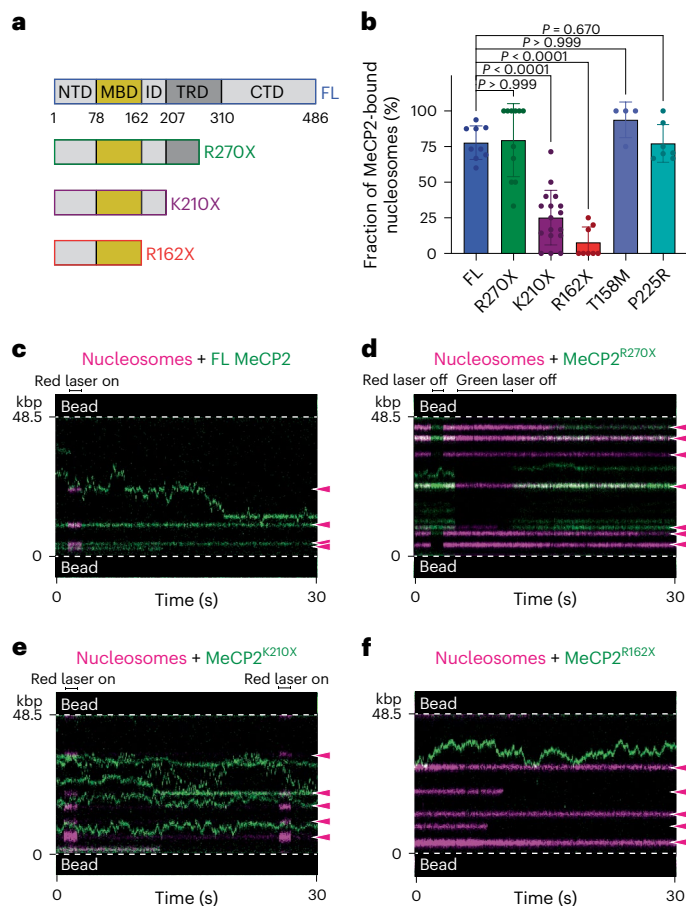 a
NTD MBD ID TRD CTD FL
1 78 162 207 310 486
R270X
K210X
R162X
b
P = 0.670
P > 0.999
P < 0.0001
P < 0.0001
P > 0.999
Fraction of MeCP2-bound
nucleosomes (%)
100
75
50
25
0
FL R270X K210X R162X T158M P225R
c
Nucleosomes + FL MeCP2
Red laser on
kbp
48.5
Bead
0
Bead
0 30
Time (s)
d
Nucleosomes + MeCP2R270X
Red laser off Green laser off
kbp
48.5
Bead
0
Bead
0 30
Time (s)
e
Nucleosomes + MeCP2K210X
Red laser on Red laser on
kbp
48.5
Bead
0
Bead
0 30
Time (s)
f
Nucleosomes + MeCP2R162X
kbp
48.5
Bead
0
Bead
0 30
Time (s)